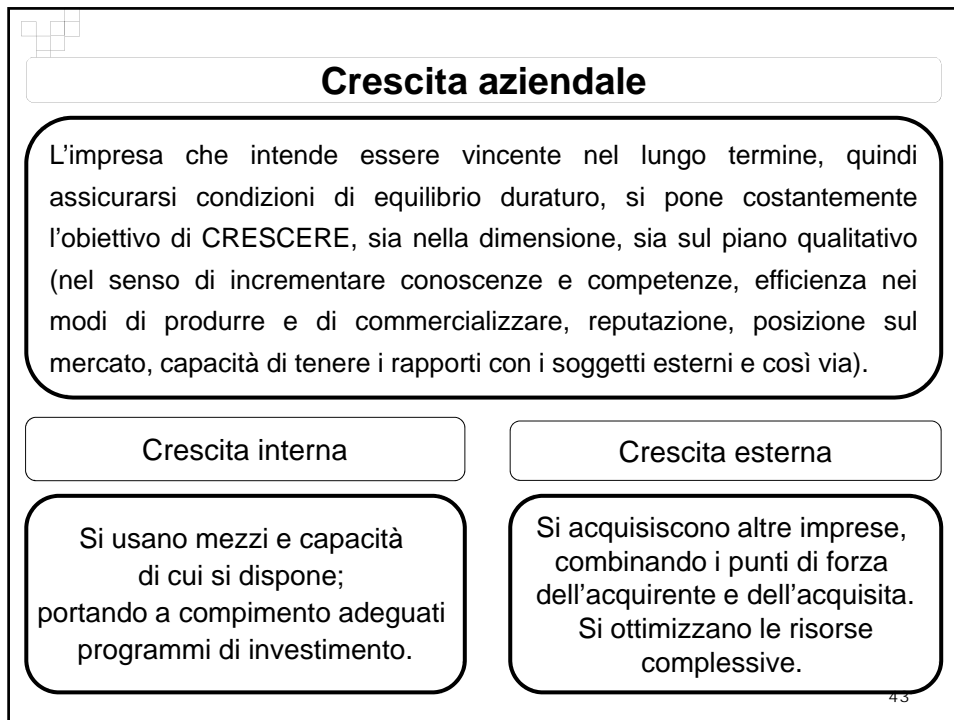 Crescita aziendale
L'impresa che intende essere vincente nel lungo termine, quindi
assicurarsi condizioni di equilibrio duraturo, si pone costantemente
l'obiettivo di CRESCERE, sia nella dimensione, sia sul piano qualitativo
(nel senso di incrementare conoscenze e competenze, efficienza nei
modi di produrre e di commercializzare, reputazione, posizione sul
mercato, capacità di tenere i rapporti con i soggetti esterni e così via).
Crescita interna
Si usano mezzi e capacità
di cui si dispone;
portando a compimento adeguati
programmi di investimento.
Crescita esterna
Si acquisiscono altre imprese,
combinando i punti di forza
dell'acquirente e dell'acquisita.
Si ottimizzano le risorse
complessive.
43